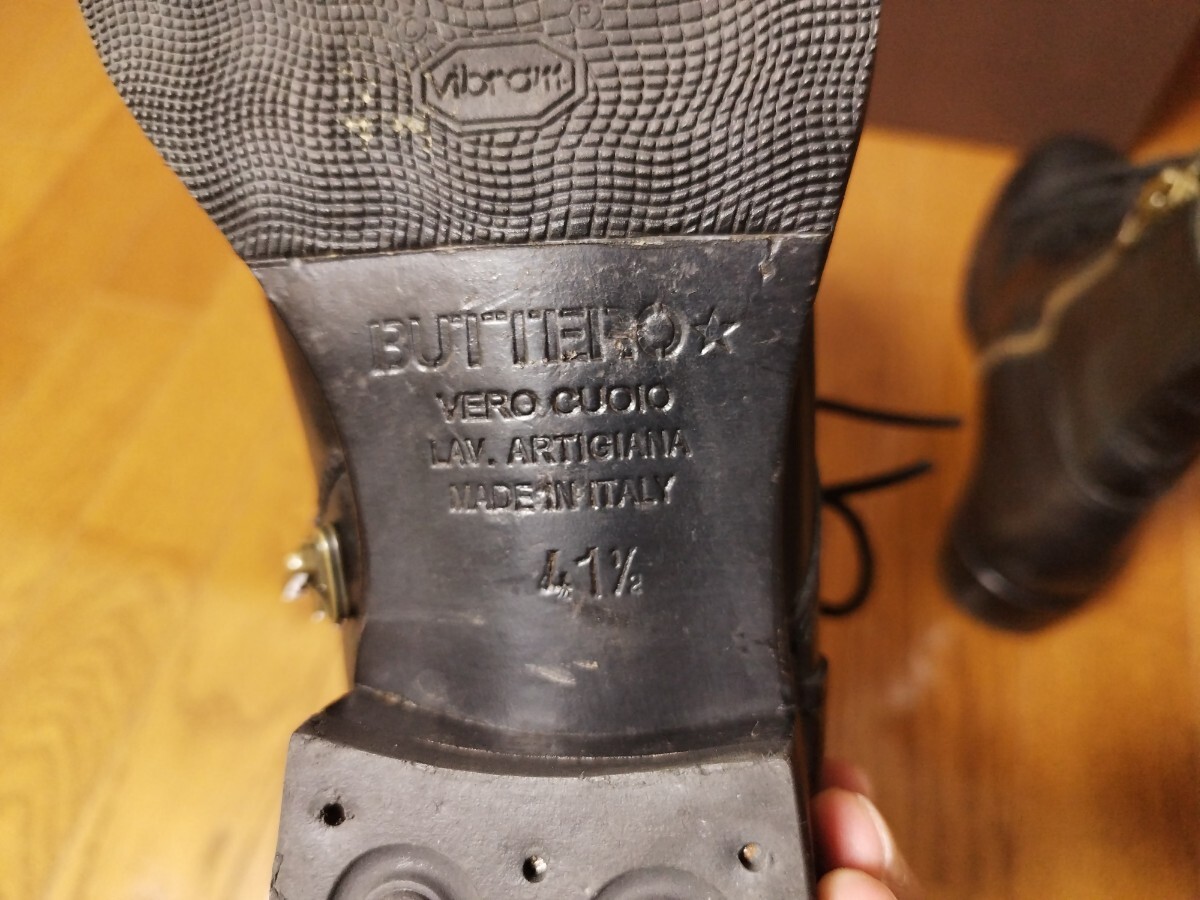 ®
vibram
BUTTERO☆
VERO CUOIO
LAV. ARTIGIANA
MADE IN ITALY
41½